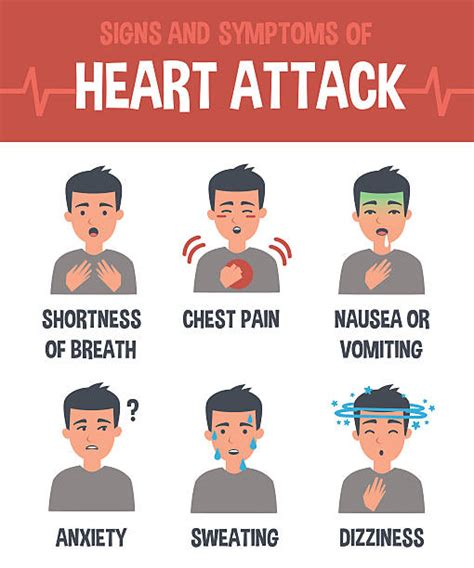 SIGNS AND SYMPTOMS OF
HEART ATTACK
SHORTNESS
OF BREATH
CHEST PAIN
NAUSEA OR
VOMITING
?
ANXIETY
SWEATING
DIZZINESS